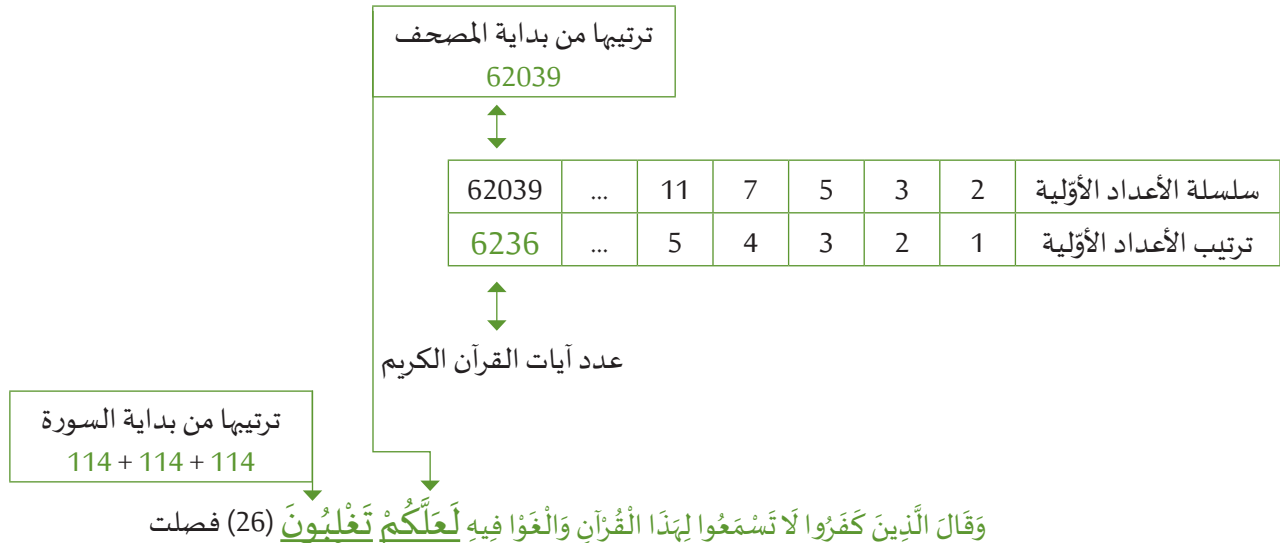 ترتيبها من بداية المصحف
62039
سلسلة الأعداد الأوّلية 2 3 5 7 11 ... 62039
ترتيب الأعداد الأوّلية 1 2 3 4 5 ... 6236
عدد آيات القرآن الكريم
ترتيبها من بداية السورة
114 + 114 + 114
وَقَالَ الَّذِينَ كَفَرُوا لَا تَسْمَعُوا لِهَذَا الْقُرْآنِ وَالْغَوْا فِيهِ لَعَلَّكُمْ تَغْلِبُونَ (26) فصلت